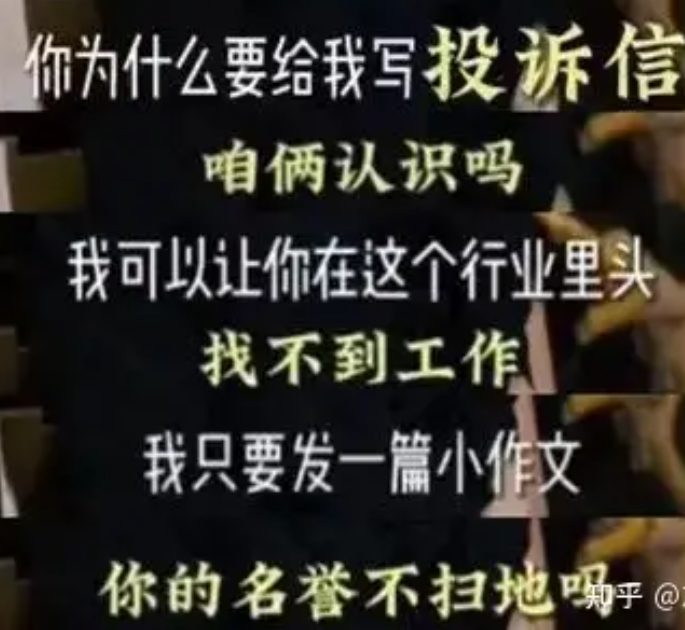 你为什么要给我写投诉信
咱俩认识吗
我可以让你在这个行业里头
找不到工作
我只要发一篇小作文
你的名誉不扫地吗
知乎 @